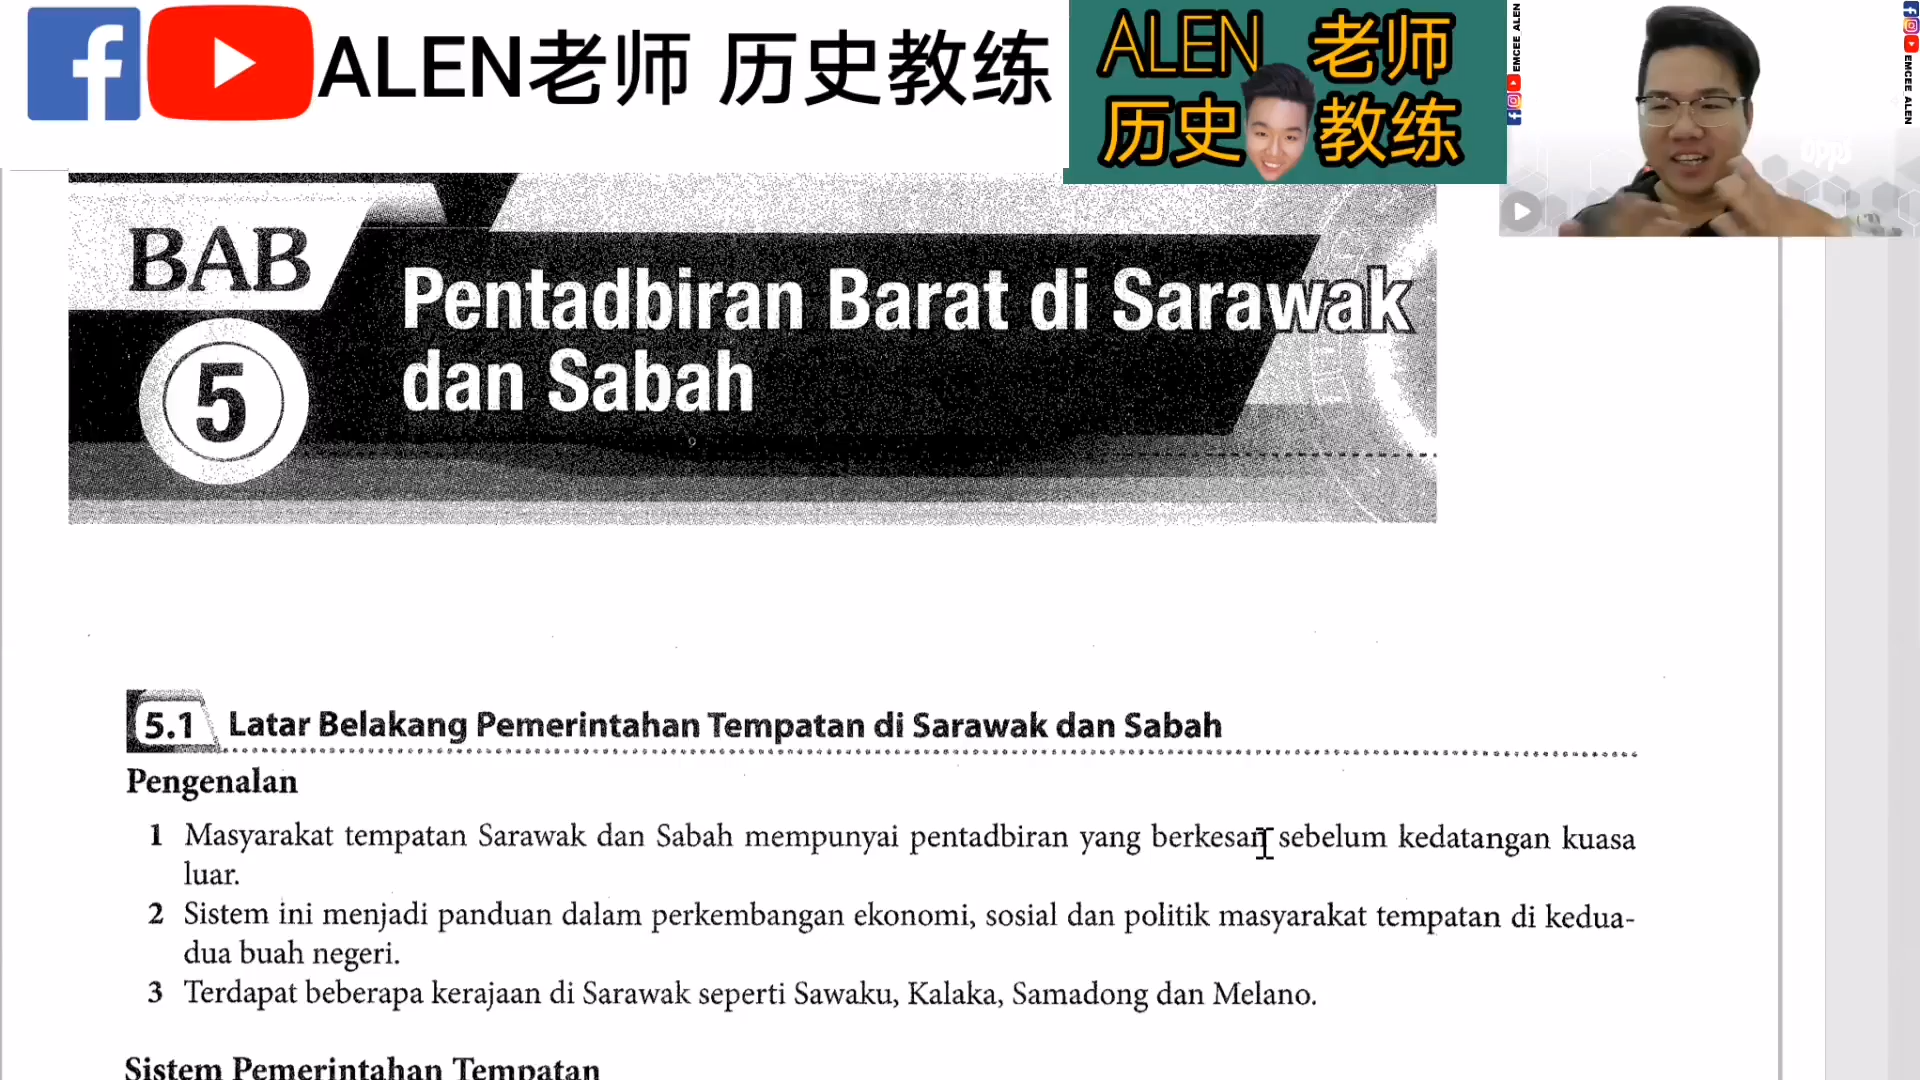 ALEN老师 历史教练
ALEN 老师
历史 教练
EMCEE ALEN
EMCEE ALEN
BAB
5
Pentadbiran Barat di Sarawak
dan Sabah
5.1 Latar Belakang Pemerintahan Tempatan di Sarawak dan Sabah
Pengenalan
1 Masyarakat tempatan Sarawak dan Sabah mempunyai pentadbiran yang berkesan sebelum kedatangan kuasa
luar.
2 Sistem ini menjadi panduan dalam perkembangan ekonomi, sosial dan politik masyarakat tempatan di kedua-
dua buah negeri.
3 Terdapat beberapa kerajaan di Sarawak seperti Sawaku, Kalaka, Samadong dan Melano.
Sistem Pemerintahan Tempatan